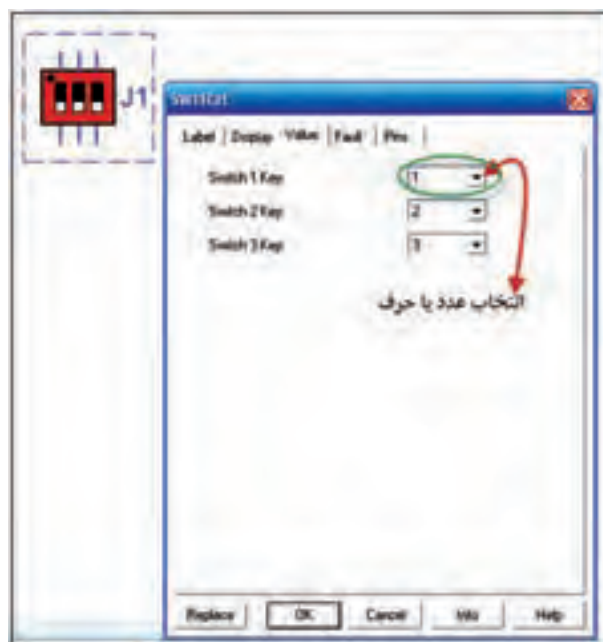 J1
Switches
Label Display Value Fault Pins
Switch 1 Key 1
Switch 2 Key 2
Switch 3 Key 3
انتخاب عدد یا حرف
Replace OK Cancel Info Help